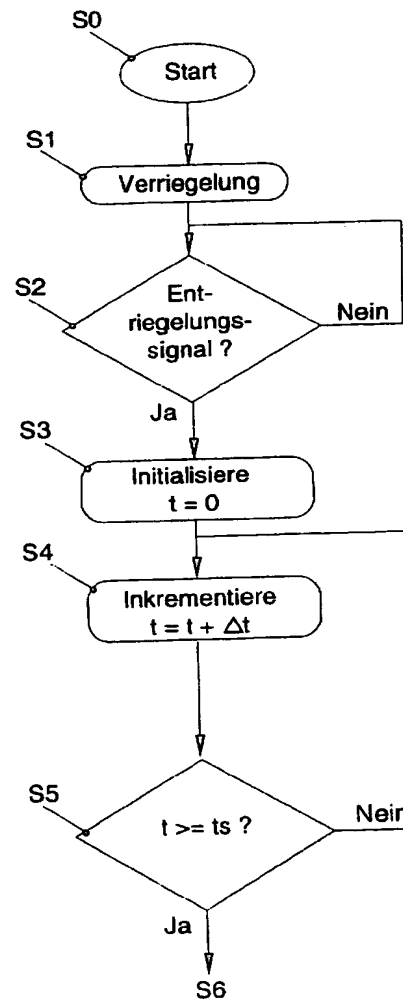 S0
Start
S1
Verriegelung
S2
Ent-
riegelungs-
signal ?
Nein
Ja
S3
Initialisiere
t = 0
S4
Inkrementiere
t = t + Δt
S5
t >= ts ?
Nein
Ja
S6